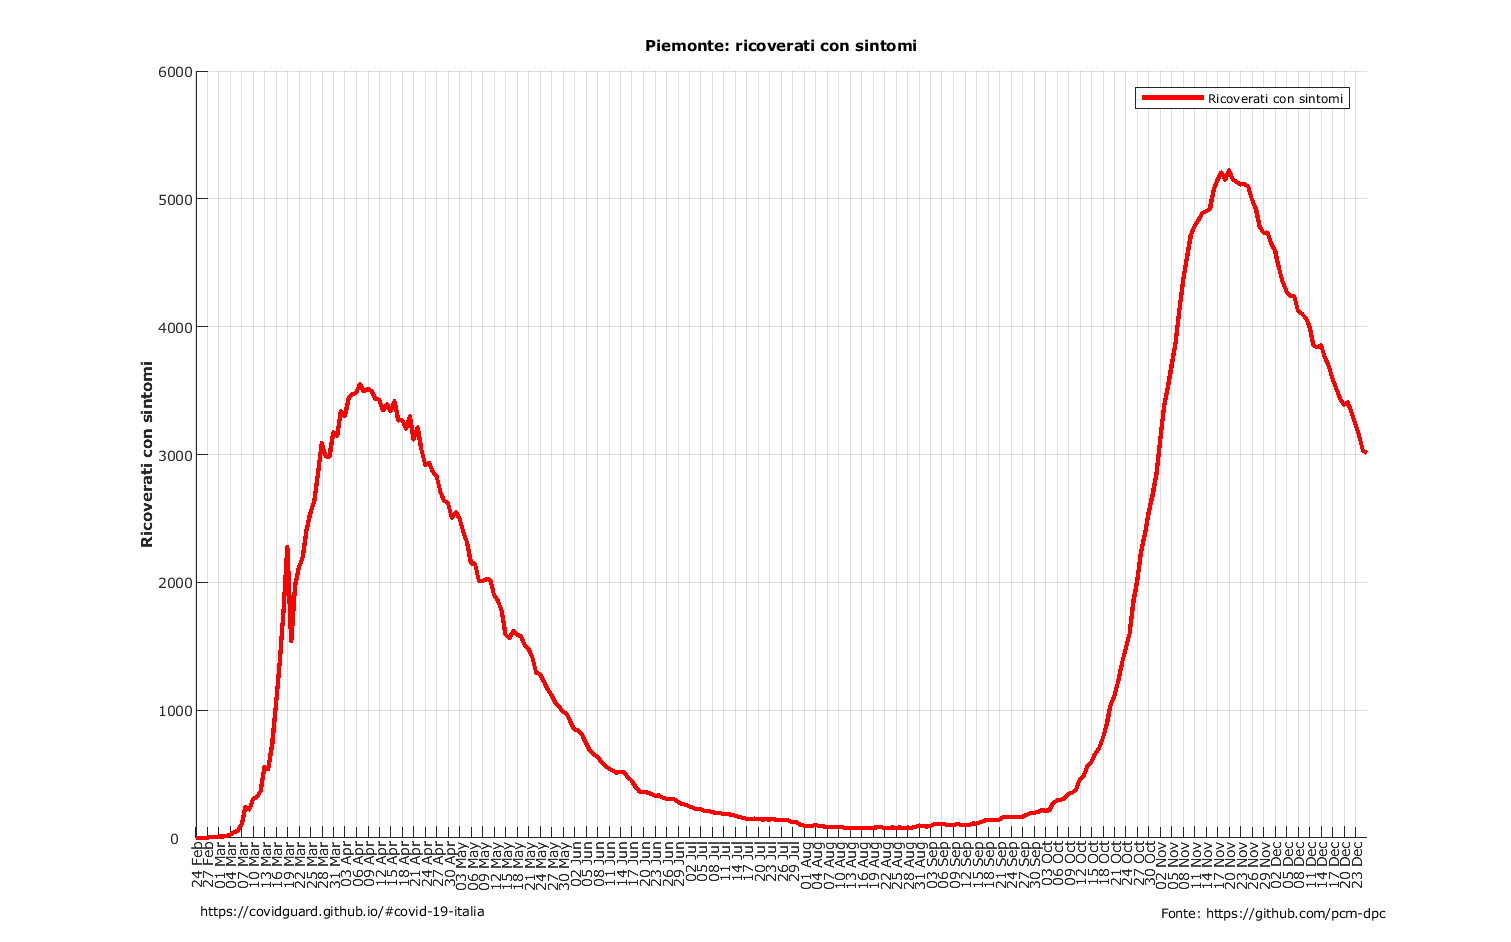 Piemonte: ricoverati con sintomi
Ricoverati con sintomi
Ricoverati con sintomi
6000
5000
4000
3000
2000
1000
0
24 Feb
27 Feb
01 Mar
04 Mar
07 Mar
10 Mar
13 Mar
16 Mar
19 Mar
22 Mar
25 Mar
28 Mar
31 Mar
03 Apr
06 Apr
09 Apr
12 Apr
15 Apr
18 Apr
21 Apr
24 Apr
27 Apr
30 Apr
03 May
06 May
09 May
12 May
15 May
18 May
21 May
24 May
27 May
30 May
02 Jun
05 Jun
08 Jun
11 Jun
14 Jun
17 Jun
20 Jun
23 Jun
26 Jun
29 Jun
02 Jul
05 Jul
08 Jul
11 Jul
14 Jul
17 Jul
20 Jul
23 Jul
26 Jul
29 Jul
01 Aug
04 Aug
07 Aug
10 Aug
13 Aug
16 Aug
19 Aug
22 Aug
25 Aug
28 Aug
31 Aug
03 Sep
06 Sep
09 Sep
12 Sep
15 Sep
18 Sep
21 Sep
24 Sep
27 Sep
30 Sep
03 Oct
06 Oct
09 Oct
12 Oct
15 Oct
18 Oct
21 Oct
24 Oct
27 Oct
30 Oct
02 Nov
05 Nov
08 Nov
11 Nov
14 Nov
17 Nov
20 Nov
23 Nov
26 Nov
29 Nov
02 Dec
05 Dec
08 Dec
11 Dec
14 Dec
17 Dec
20 Dec
23 Dec
https://covidguard.github.io/#covid-19-italia
Fonte: https://github.com/pcm-dpc